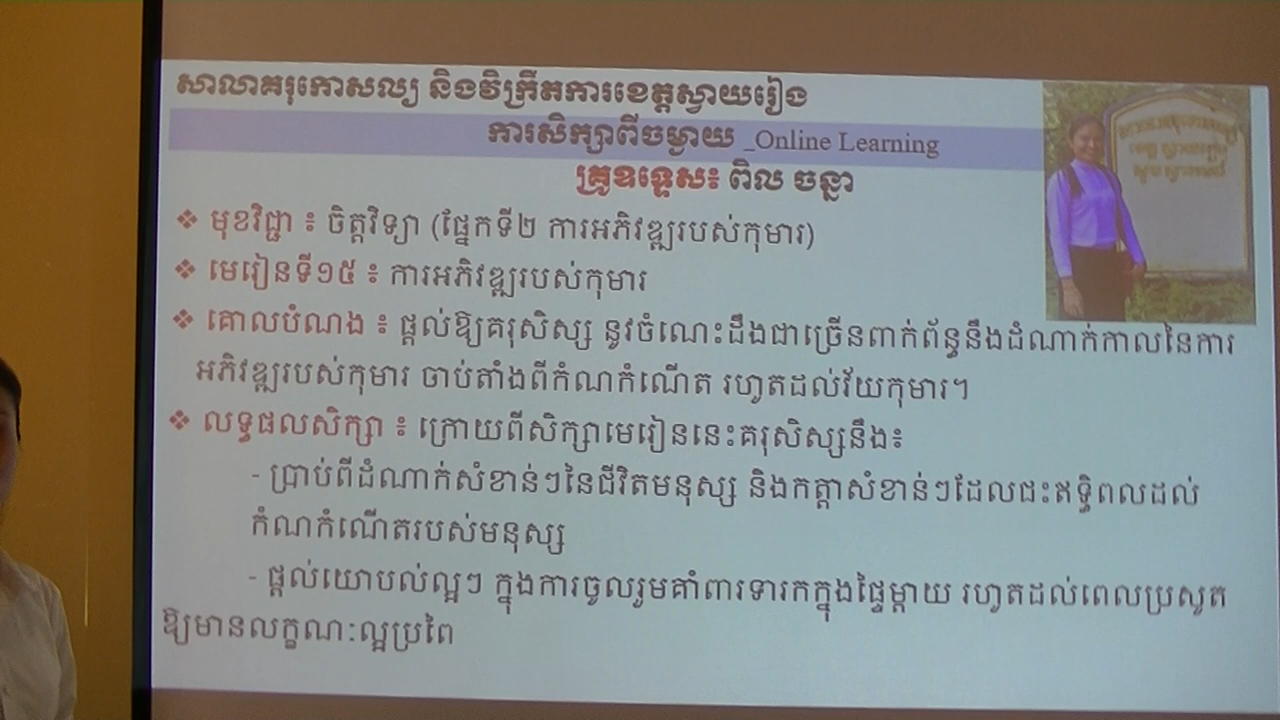 សាលាគរុកោសល្យ និងវិក្រឹតការខេត្តស្វាយរៀង
ការសិក្សាពីចម្ងាយ _Online Learning
គ្រូឧទ្ទេស៖ ពិល ចន្ថា
❖ មុខវិជ្ជា ៖ ចិត្តវិទ្យា (ផ្នែកទី២ ការអភិវឌ្ឍរបស់កុមារ)
❖ មេរៀនទី១៥ ៖ ការអភិវឌ្ឍរបស់កុមារ
❖ គោលបំណង ៖ ផ្តល់ឱ្យគរុសិស្ស នូវចំណេះដឹងជាច្រើនពាក់ព័ន្ធនឹងដំណាក់កាលនៃការ
អភិវឌ្ឍរបស់កុមារ ចាប់តាំងពីកំណកំណើត រហូតដល់វ័យកុមារ។
❖ លទ្ធផលសិក្សា ៖ ក្រោយពីសិក្សាមេរៀននេះគរុសិស្សនឹង៖
- ប្រាប់ពីដំណាក់សំខាន់ៗនៃជីវិតមនុស្ស និងកត្តាសំខាន់ៗដែលជះឥទ្ធិពលដល់
កំណកំណើតរបស់មនុស្ស
- ផ្តល់យោបល់ល្អៗ ក្នុងការចូលរួមគាំពារទារកក្នុងផ្ទៃម្តាយ រហូតដល់ពេលប្រសូត
ឱ្យមានលក្ខណៈល្អប្រពៃ